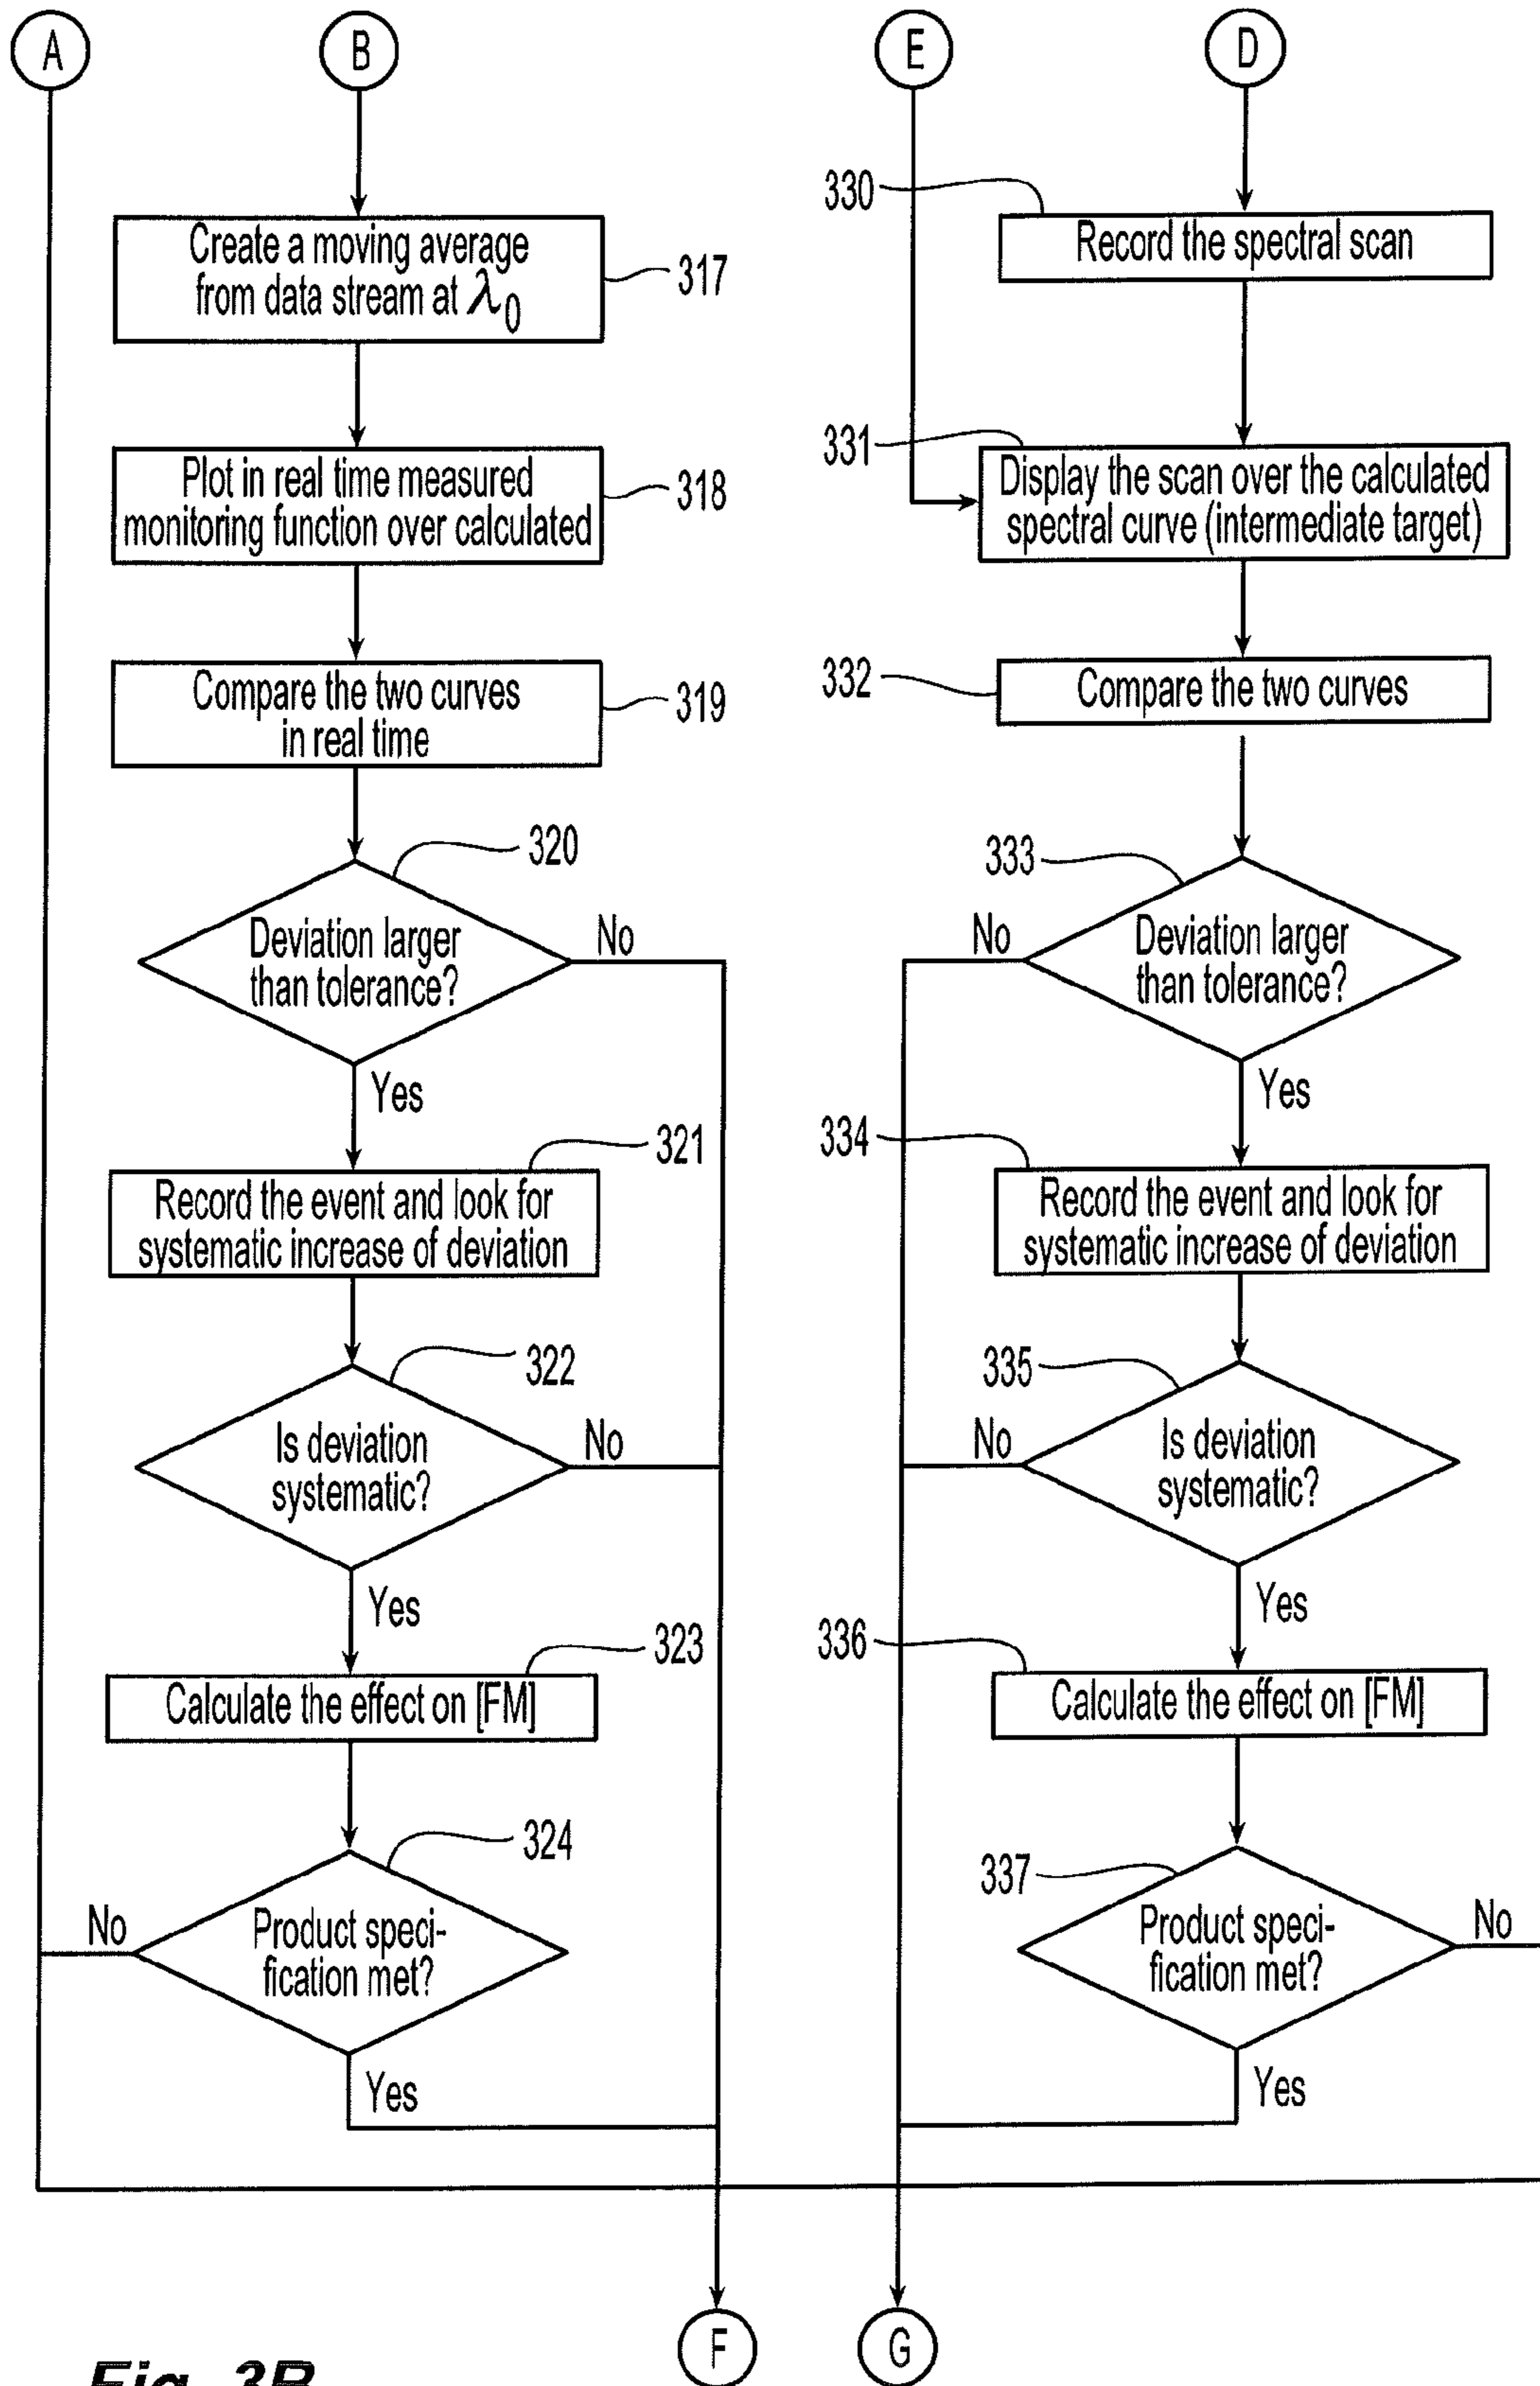 A
B
E
D
Create a moving average
from data stream at λ0
317
Plot in real time measured
monitoring function over calculated
318
Compare the two curves
in real time
319
Deviation larger
than tolerance?
320
No
Yes
Record the event and look for
systematic increase of deviation
321
Is deviation
systematic?
322
No
Yes
Calculate the effect on [FM]
323
Product speci-
fication met?
324
No
Yes
330
Record the spectral scan
331
Display the scan over the calculated
spectral curve (intermediate target)
332
Compare the two curves
333
Deviation larger
than tolerance?
No
Yes
334
Record the event and look for
systematic increase of deviation
335
Is deviation
systematic?
No
Yes
336
Calculate the effect on [FM]
337
Product speci-
fication met?
No
Yes
F
G
Fig. 3B